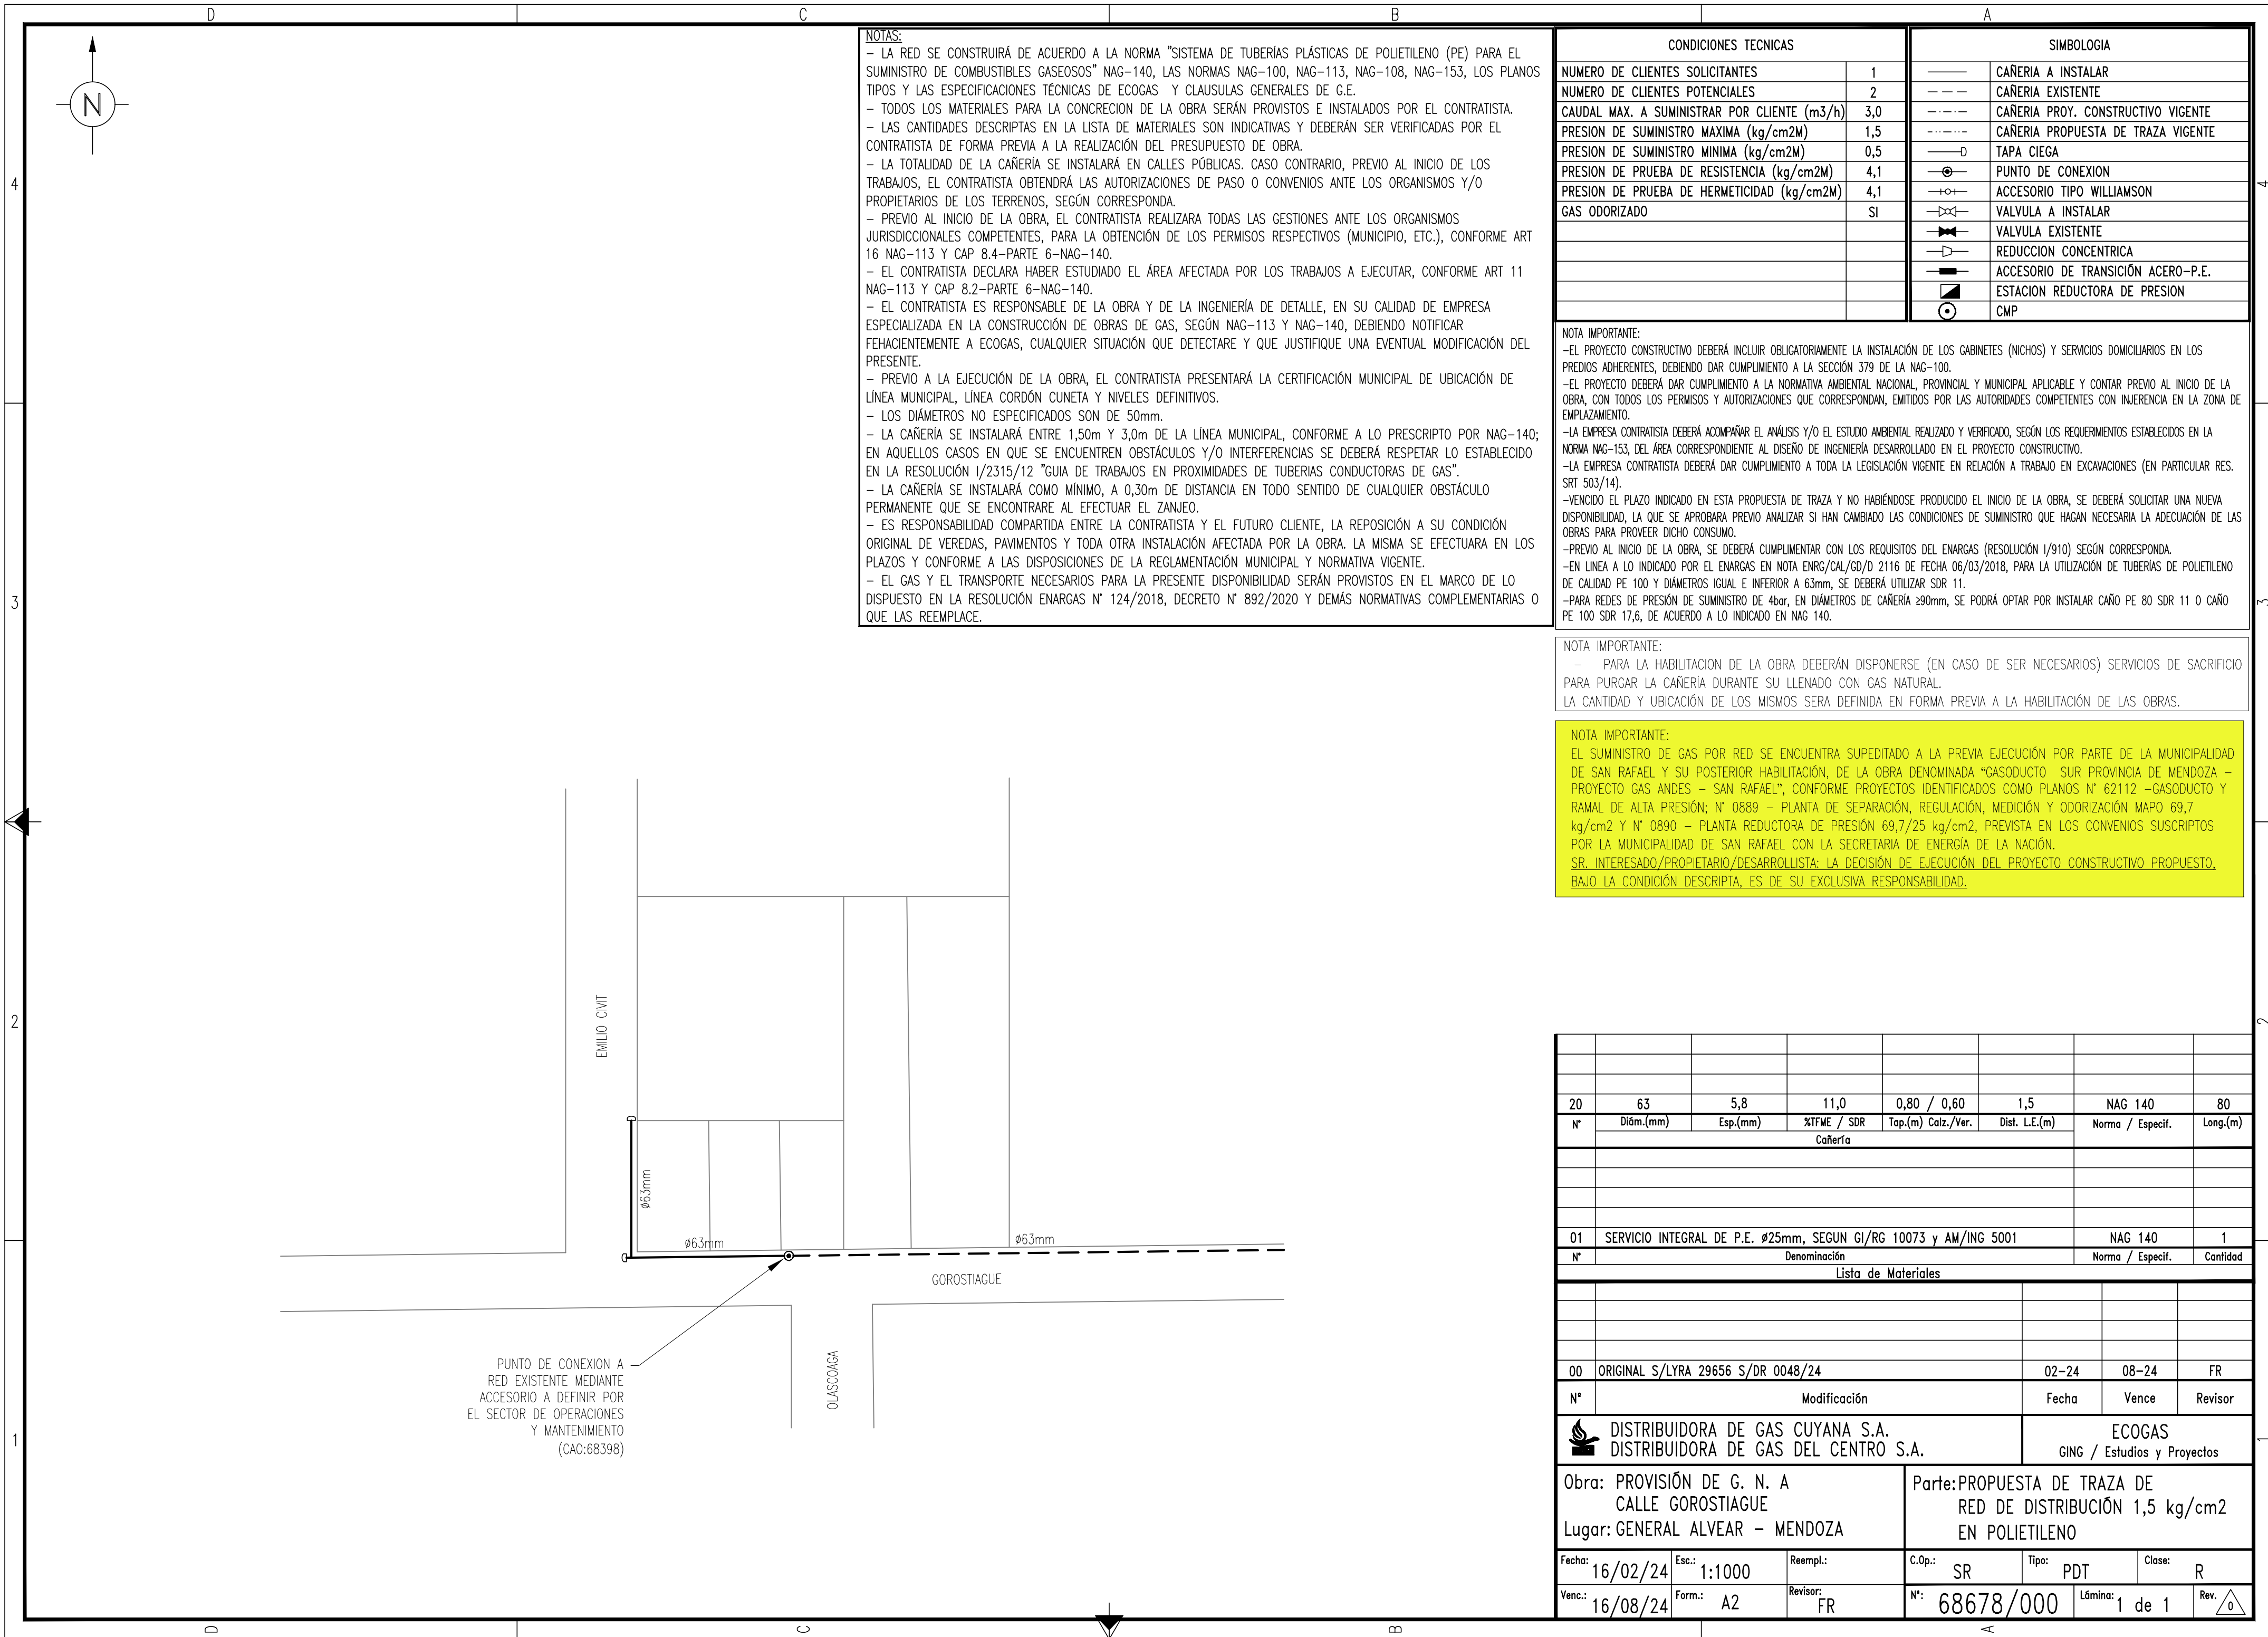 D
C
B
A
4
3
2
1
N
NOTAS:
– LA RED SE CONSTRUIRÁ DE ACUERDO A LA NORMA "SISTEMA DE TUBERÍAS PLÁSTICAS DE POLIETILENO (PE) PARA EL
SUMINISTRO DE COMBUSTIBLES GASEOSOS" NAG–140, LAS NORMAS NAG–100, NAG–113, NAG–108, NAG–153, LOS PLANOS
TIPOS Y LAS ESPECIFICACIONES TÉCNICAS DE ECOGAS Y CLAUSULAS GENERALES DE G.E.
– TODOS LOS MATERIALES PARA LA CONCRECION DE LA OBRA SERÁN PROVISTOS E INSTALADOS POR EL CONTRATISTA.
– LAS CANTIDADES DESCRIPTAS EN LA LISTA DE MATERIALES SON INDICATIVAS Y DEBERÁN SER VERIFICADAS POR EL
CONTRATISTA DE FORMA PREVIA A LA REALIZACIÓN DEL PRESUPUESTO DE OBRA.
– LA TOTALIDAD DE LA CAÑERÍA SE INSTALARÁ EN CALLES PÚBLICAS. CASO CONTRARIO, PREVIO AL INICIO DE LOS
TRABAJOS, EL CONTRATISTA OBTENDRÁ LAS AUTORIZACIONES DE PASO O CONVENIOS ANTE LOS ORGANISMOS Y/O
PROPIETARIOS DE LOS TERRENOS, SEGÚN CORRESPONDA.
– PREVIO AL INICIO DE LA OBRA, EL CONTRATISTA REALIZARA TODAS LAS GESTIONES ANTE LOS ORGANISMOS
JURISDICCIONALES COMPETENTES, PARA LA OBTENCIÓN DE LOS PERMISOS RESPECTIVOS (MUNICIPIO, ETC.), CONFORME ART
16 NAG–113 Y CAP 8.4–PARTE 6–NAG–140.
– EL CONTRATISTA DECLARA HABER ESTUDIADO EL ÁREA AFECTADA POR LOS TRABAJOS A EJECUTAR, CONFORME ART 11
NAG–113 Y CAP 8.2–PARTE 6–NAG–140.
– EL CONTRATISTA ES RESPONSABLE DE LA OBRA Y DE LA INGENIERÍA DE DETALLE, EN SU CALIDAD DE EMPRESA
ESPECIALIZADA EN LA CONSTRUCCIÓN DE OBRAS DE GAS, SEGÚN NAG–113 Y NAG–140, DEBIENDO NOTIFICAR
FEHACIENTEMENTE A ECOGAS, CUALQUIER SITUACIÓN QUE DETECTARE Y QUE JUSTIFIQUE UNA EVENTUAL MODIFICACIÓN DEL
PRESENTE.
– PREVIO A LA EJECUCIÓN DE LA OBRA, EL CONTRATISTA PRESENTARÁ LA CERTIFICACIÓN MUNICIPAL DE UBICACIÓN DE
LÍNEA MUNICIPAL, LÍNEA CORDÓN CUNETA Y NIVELES DEFINITIVOS.
– LOS DIÁMETROS NO ESPECIFICADOS SON DE 50mm.
– LA CAÑERÍA SE INSTALARÁ ENTRE 1,50m Y 3,0m DE LA LÍNEA MUNICIPAL, CONFORME A LO PRESCRIPTO POR NAG–140;
EN AQUELLOS CASOS EN QUE SE ENCUENTREN OBSTÁCULOS Y/O INTERFERENCIAS SE DEBERÁ RESPETAR LO ESTABLECIDO
EN LA RESOLUCIÓN I/2315/12 "GUIA DE TRABAJOS EN PROXIMIDADES DE TUBERIAS CONDUCTORAS DE GAS".
– LA CAÑERÍA SE INSTALARÁ COMO MÍNIMO, A 0,30m DE DISTANCIA EN TODO SENTIDO DE CUALQUIER OBSTÁCULO
PERMANENTE QUE SE ENCONTRARE AL EFECTUAR EL ZANJEO.
– ES RESPONSABILIDAD COMPARTIDA ENTRE LA CONTRATISTA Y EL FUTURO CLIENTE, LA REPOSICIÓN A SU CONDICIÓN
ORIGINAL DE VEREDAS, PAVIMENTOS Y TODA OTRA INSTALACIÓN AFECTADA POR LA OBRA. LA MISMA SE EFECTUARA EN LOS
PLAZOS Y CONFORME A LAS DISPOSICIONES DE LA REGLAMENTACIÓN MUNICIPAL Y NORMATIVA VIGENTE.
– EL GAS Y EL TRANSPORTE NECESARIOS PARA LA PRESENTE DISPONIBILIDAD SERÁN PROVISTOS EN EL MARCO DE LO
DISPUESTO EN LA RESOLUCIÓN ENARGAS N° 124/2018, DECRETO N° 892/2020 Y DEMÁS NORMATIVAS COMPLEMENTARIAS O
QUE LAS REEMPLACE.
CONDICIONES TECNICAS
NUMERO DE CLIENTES SOLICITANTES 1
NUMERO DE CLIENTES POTENCIALES 2
CAUDAL MAX. A SUMINISTRAR POR CLIENTE (m3/h) 3,0
PRESION DE SUMINISTRO MAXIMA (kg/cm2M) 1,5
PRESION DE SUMINISTRO MINIMA (kg/cm2M) 0,5
PRESION DE PRUEBA DE RESISTENCIA (kg/cm2M) 4,1
PRESION DE PRUEBA DE HERMETICIDAD (kg/cm2M) 4,1
GAS ODORIZADO SI
SIMBOLOGIA
CAÑERIA A INSTALAR
CAÑERIA EXISTENTE
CAÑERIA PROY. CONSTRUCTIVO VIGENTE
CAÑERIA PROPUESTA DE TRAZA VIGENTE
TAPA CIEGA
PUNTO DE CONEXION
ACCESORIO TIPO WILLIAMSON
VALVULA A INSTALAR
VALVULA EXISTENTE
REDUCCION CONCENTRICA
ACCESORIO DE TRANSICIÓN ACERO–P.E.
ESTACION REDUCTORA DE PRESION
CMP
NOTA IMPORTANTE:
–EL PROYECTO CONSTRUCTIVO DEBERÁ INCLUIR OBLIGATORIAMENTE LA INSTALACIÓN DE LOS GABINETES (NICHOS) Y SERVICIOS DOMICILIARIOS EN LOS
PREDIOS ADHERENTES, DEBIENDO DAR CUMPLIMIENTO A LA SECCIÓN 379 DE LA NAG–100.
–EL PROYECTO DEBERÁ DAR CUMPLIMIENTO A LA NORMATIVA AMBIENTAL NACIONAL, PROVINCIAL Y MUNICIPAL APLICABLE Y CONTAR PREVIO AL INICIO DE LA
OBRA, CON TODOS LOS PERMISOS Y AUTORIZACIONES QUE CORRESPONDAN, EMITIDOS POR LAS AUTORIDADES COMPETENTES CON INJERENCIA EN LA ZONA DE
EMPLAZAMIENTO.
–LA EMPRESA CONTRATISTA DEBERÁ ACOMPAÑAR EL ANÁLISIS Y/O EL ESTUDIO AMBIENTAL REALIZADO Y VERIFICADO, SEGÚN LOS REQUERIMIENTOS ESTABLECIDOS EN LA
NORMA NAG–153, DEL ÁREA CORRESPONDIENTE AL DISEÑO DE INGENIERÍA DESARROLLADO EN EL PROYECTO CONSTRUCTIVO.
–LA EMPRESA CONTRATISTA DEBERÁ DAR CUMPLIMIENTO A TODA LA LEGISLACIÓN VIGENTE EN RELACIÓN A TRABAJO EN EXCAVACIONES (EN PARTICULAR RES.
SRT 503/14).
–VENCIDO EL PLAZO INDICADO EN ESTA PROPUESTA DE TRAZA Y NO HABIÉNDOSE PRODUCIDO EL INICIO DE LA OBRA, SE DEBERÁ SOLICITAR UNA NUEVA
DISPONIBILIDAD, LA QUE SE APROBARA PREVIO ANALIZAR SI HAN CAMBIADO LAS CONDICIONES DE SUMINISTRO QUE HAGAN NECESARIA LA ADECUACIÓN DE LAS
OBRAS PARA PROVEER DICHO CONSUMO.
–PREVIO AL INICIO DE LA OBRA, SE DEBERÁ CUMPLIMENTAR CON LOS REQUISITOS DEL ENARGAS (RESOLUCIÓN I/910) SEGÚN CORRESPONDA.
–EN LINEA A LO INDICADO POR EL ENARGAS EN NOTA ENRG/CAL/GD/D 2116 DE FECHA 06/03/2018, PARA LA UTILIZACIÓN DE TUBERÍAS DE POLIETILENO
DE CALIDAD PE 100 Y DIÁMETROS IGUAL E INFERIOR A 63mm, SE DEBERÁ UTILIZAR SDR 11.
–PARA REDES DE PRESIÓN DE SUMINISTRO DE 4bar, EN DIÁMETROS DE CAÑERÍA ≥90mm, SE PODRÁ OPTAR POR INSTALAR CAÑO PE 80 SDR 11 O CAÑO
PE 100 SDR 17,6, DE ACUERDO A LO INDICADO EN NAG 140.
NOTA IMPORTANTE:
– PARA LA HABILITACION DE LA OBRA DEBERÁN DISPONERSE (EN CASO DE SER NECESARIOS) SERVICIOS DE SACRIFICIO
PARA PURGAR LA CAÑERÍA DURANTE SU LLENADO CON GAS NATURAL.
LA CANTIDAD Y UBICACIÓN DE LOS MISMOS SERA DEFINIDA EN FORMA PREVIA A LA HABILITACIÓN DE LAS OBRAS.
NOTA IMPORTANTE:
EL SUMINISTRO DE GAS POR RED SE ENCUENTRA SUPEDITADO A LA PREVIA EJECUCIÓN POR PARTE DE LA MUNICIPALIDAD
DE SAN RAFAEL Y SU POSTERIOR HABILITACIÓN, DE LA OBRA DENOMINADA “GASODUCTO SUR PROVINCIA DE MENDOZA –
PROYECTO GAS ANDES – SAN RAFAEL”, CONFORME PROYECTOS IDENTIFICADOS COMO PLANOS N° 62112 –GASODUCTO Y
RAMAL DE ALTA PRESIÓN; N° 0889 – PLANTA DE SEPARACIÓN, REGULACIÓN, MEDICIÓN Y ODORIZACIÓN MAPO 69,7
kg/cm2 Y N° 0890 – PLANTA REDUCTORA DE PRESIÓN 69,7/25 kg/cm2, PREVISTA EN LOS CONVENIOS SUSCRIPTOS
POR LA MUNICIPALIDAD DE SAN RAFAEL CON LA SECRETARIA DE ENERGÍA DE LA NACIÓN.
SR. INTERESADO/PROPIETARIO/DESARROLLISTA: LA DECISIÓN DE EJECUCIÓN DEL PROYECTO CONSTRUCTIVO PROPUESTO,
BAJO LA CONDICIÓN DESCRIPTA, ES DE SU EXCLUSIVA RESPONSABILIDAD.
EMILIO CIVIT
ø63mm
ø63mm
ø63mm
GOROSTIAGUE
OLASCOAGA
PUNTO DE CONEXION A
RED EXISTENTE MEDIANTE
ACCESORIO A DEFINIR POR
EL SECTOR DE OPERACIONES
Y MANTENIMIENTO
(CAO:68398)
20 63 5,8 11,0 0,80 / 0,60 1,5 NAG 140 80
N° Diám.(mm) Esp.(mm) %TFME / SDR Tap.(m) Calz./Ver. Dist. L.E.(m) Norma / Especif. Long.(m)
Cañería
01 SERVICIO INTEGRAL DE P.E. ø25mm, SEGUN GI/RG 10073 y AM/ING 5001 NAG 140 1
N° Denominación Norma / Especif. Cantidad
Lista de Materiales
00 ORIGINAL S/LYRA 29656 S/DR 0048/24 02–24 08–24 FR
N° Modificación Fecha Vence Revisor
DISTRIBUIDORA DE GAS CUYANA S.A.
DISTRIBUIDORA DE GAS DEL CENTRO S.A.
ECOGAS
GING / Estudios y Proyectos
Obra: PROVISIÓN DE G. N. A
CALLE GOROSTIAGUE
Lugar: GENERAL ALVEAR – MENDOZA
Parte: PROPUESTA DE TRAZA DE
RED DE DISTRIBUCIÓN 1,5 kg/cm2
EN POLIETILENO
Fecha: 16/02/24 Esc.: 1:1000 Reempl.: C.Op.: SR Tipo: PDT Clase: R
Venc.: 16/08/24 Form.: A2 Revisor: FR N°: 68678/000 Lámina: 1 de 1 Rev. 0
4
3
2
1
D
C
B
A